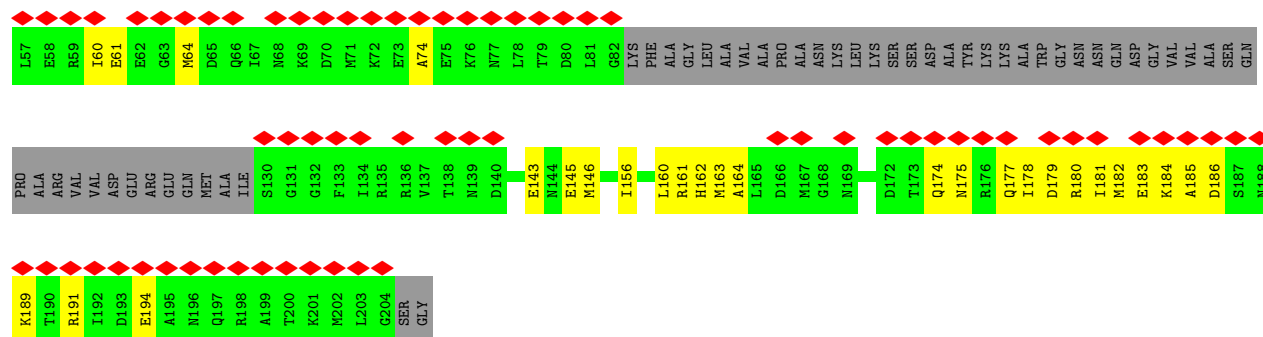 L57 E58 R59 I60 E61 E62 G63 M64 D65 Q66 I67 N68 K69 D70 M71 K72 E73 A74 E75 K76 N77 L78 T79 D80 L81 G82 LYS PHE ALA GLY LEU ALA VAL ALA PRO ALA ASN LYS LEU LYS SER SER ASP ALA TYR LYS LYS ALA TRP GLY ASN ASN GLN ASP GLY VAL VAL ALA SER GLN
PRO ALA ARG VAL VAL ASP GLU ARG GLU GLN MET ALA ILE S130 G131 G132 F133 I134 R135 R136 V137 T138 N139 D140 E143 N144 E145 M146 I156 L160 R161 H162 M163 A164 L165 D166 M167 G168 N169 D172 T173 Q174 N175 R176 Q177 I178 D179 R180 I181 M182 E183 K184 A185 D186 S187 N188
K189 T190 R191 I192 D193 E194 A195 N196 Q197 R198 A199 T200 K201 M202 L203 G204 SER GLY